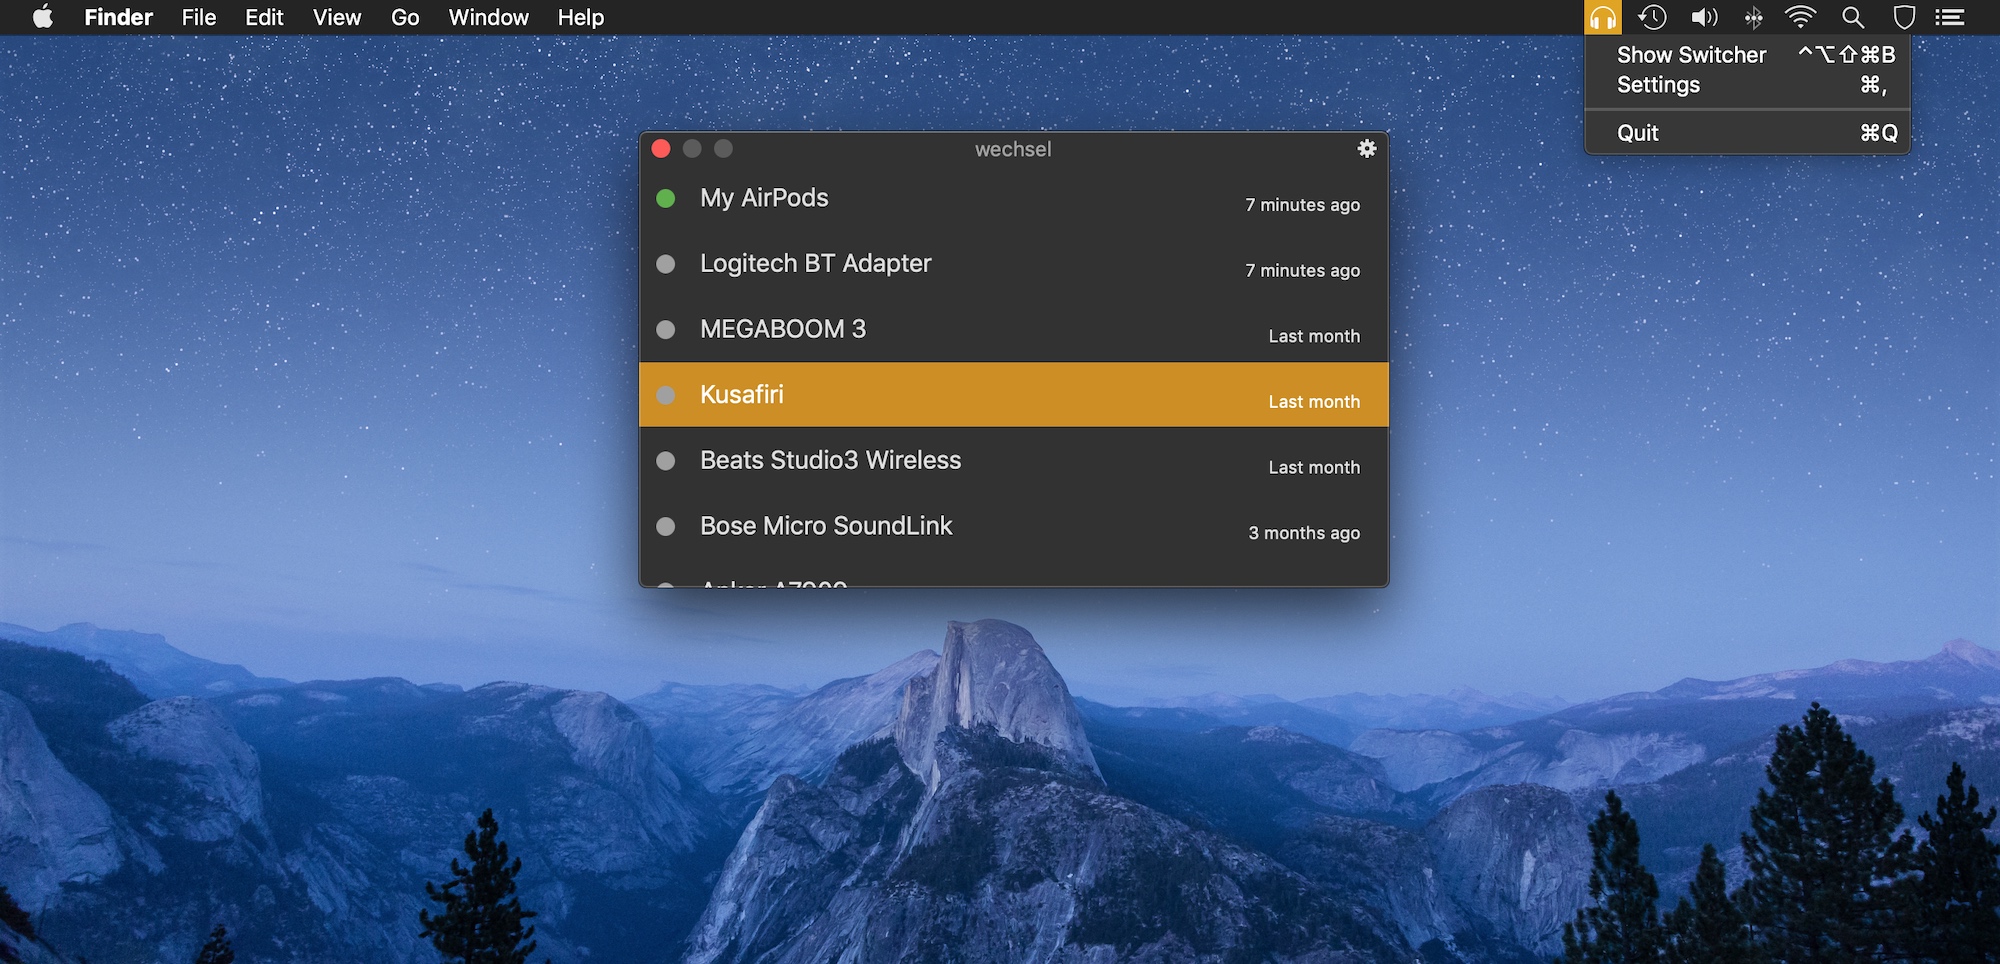 Finder File Edit View Go Window Help
Show Switcher ^⌥⇧⌘B
Settings ⌘,
Quit ⌘Q
wechsel
My AirPods 7 minutes ago
Logitech BT Adapter 7 minutes ago
MEGABOOM 3 Last month
Kusafiri Last month
Beats Studio3 Wireless Last month
Bose Micro SoundLink 3 months ago